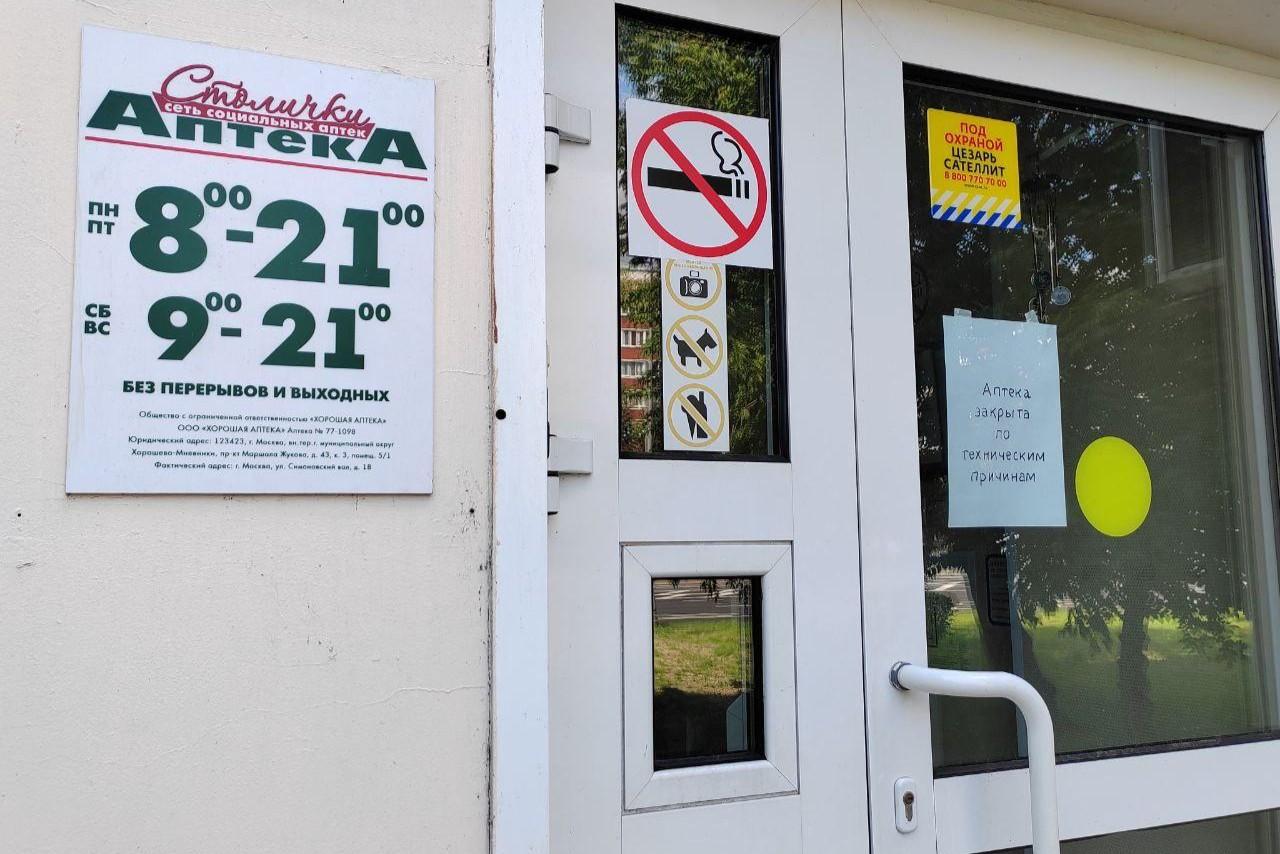 Столички
сеть социальных аптек
Аптека
ПН
ПТ
8⁰⁰-21⁰⁰
СБ
ВС
9⁰⁰-21⁰⁰
БЕЗ ПЕРЕРЫВОВ И ВЫХОДНЫХ
Общество с ограниченной ответственностью «ХОРОШАЯ АПТЕКА»
ООО «ХОРОШАЯ АПТЕКА» Аптека № 77-1098
Юридический адрес: 123423, г. Москва, вн.тер.г. муниципальный округ
Хорошево-Мневники, пр-кт Маршала Жукова, д. 43, к. 3, помещ. 5/1
Фактический адрес: г. Москва, ул. Симоновский вал, д. 18
ПОД
ОХРАНОЙ
ЦЕЗАРЬ
САТЕЛЛИТ
8 800 770 70 00
Аптека
закрыта
по
техническим
причинам